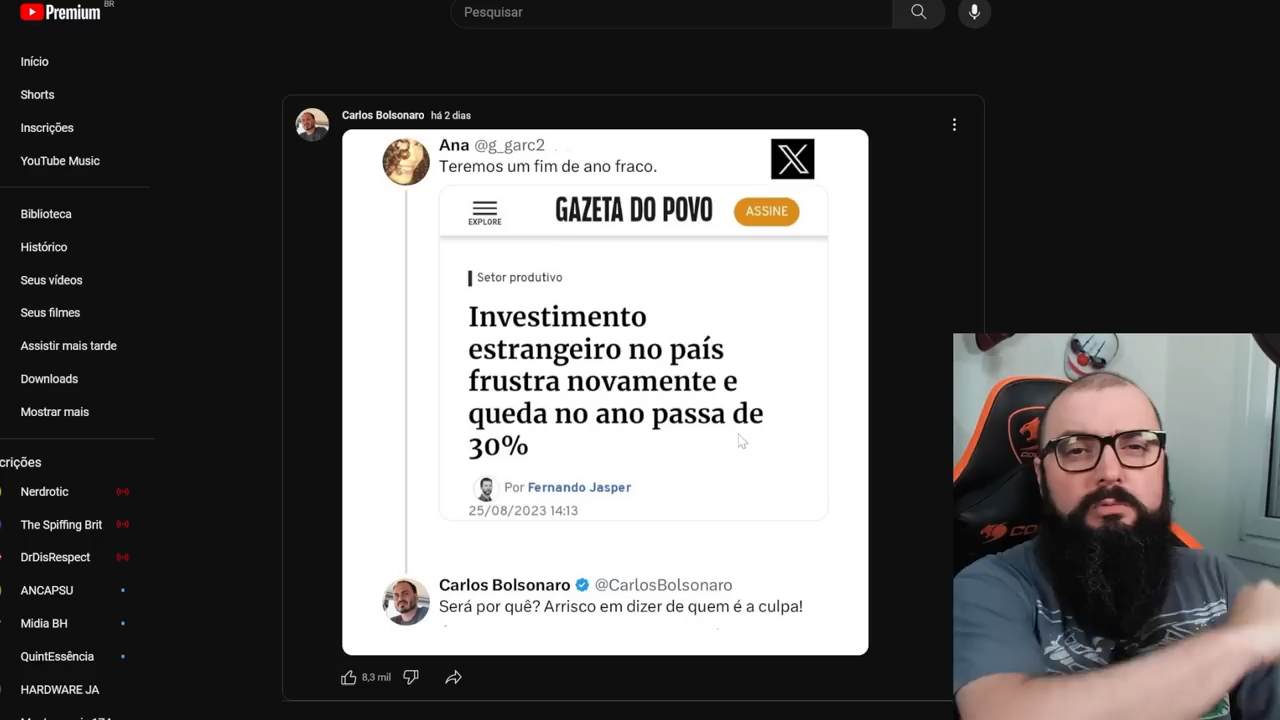 Premium BR
Pesquisar
Início
Shorts
Inscrições
YouTube Music
Biblioteca
Histórico
Seus vídeos
Seus filmes
Assistir mais tarde
Downloads
Mostrar mais
crições
Nerdrotic
The Spiffing Brit
DrDisRespect
ANCAPSU
Midia BH
QuintEssência
HARDWARE JA
Carlos Bolsonaro há 2 dias
Ana @g_garc2
Teremos um fim de ano fraco.
X
EXPLORE
GAZETA DO POVO
ASSINE
Setor produtivo
Investimento
estrangeiro no país
frustra novamente e
queda no ano passa de
30%
Por Fernando Jasper
25/08/2023 14:13
Carlos Bolsonaro @CarlosBolsonaro
Será por quê? Arrisco em dizer de quem é a culpa!
8,3 mil